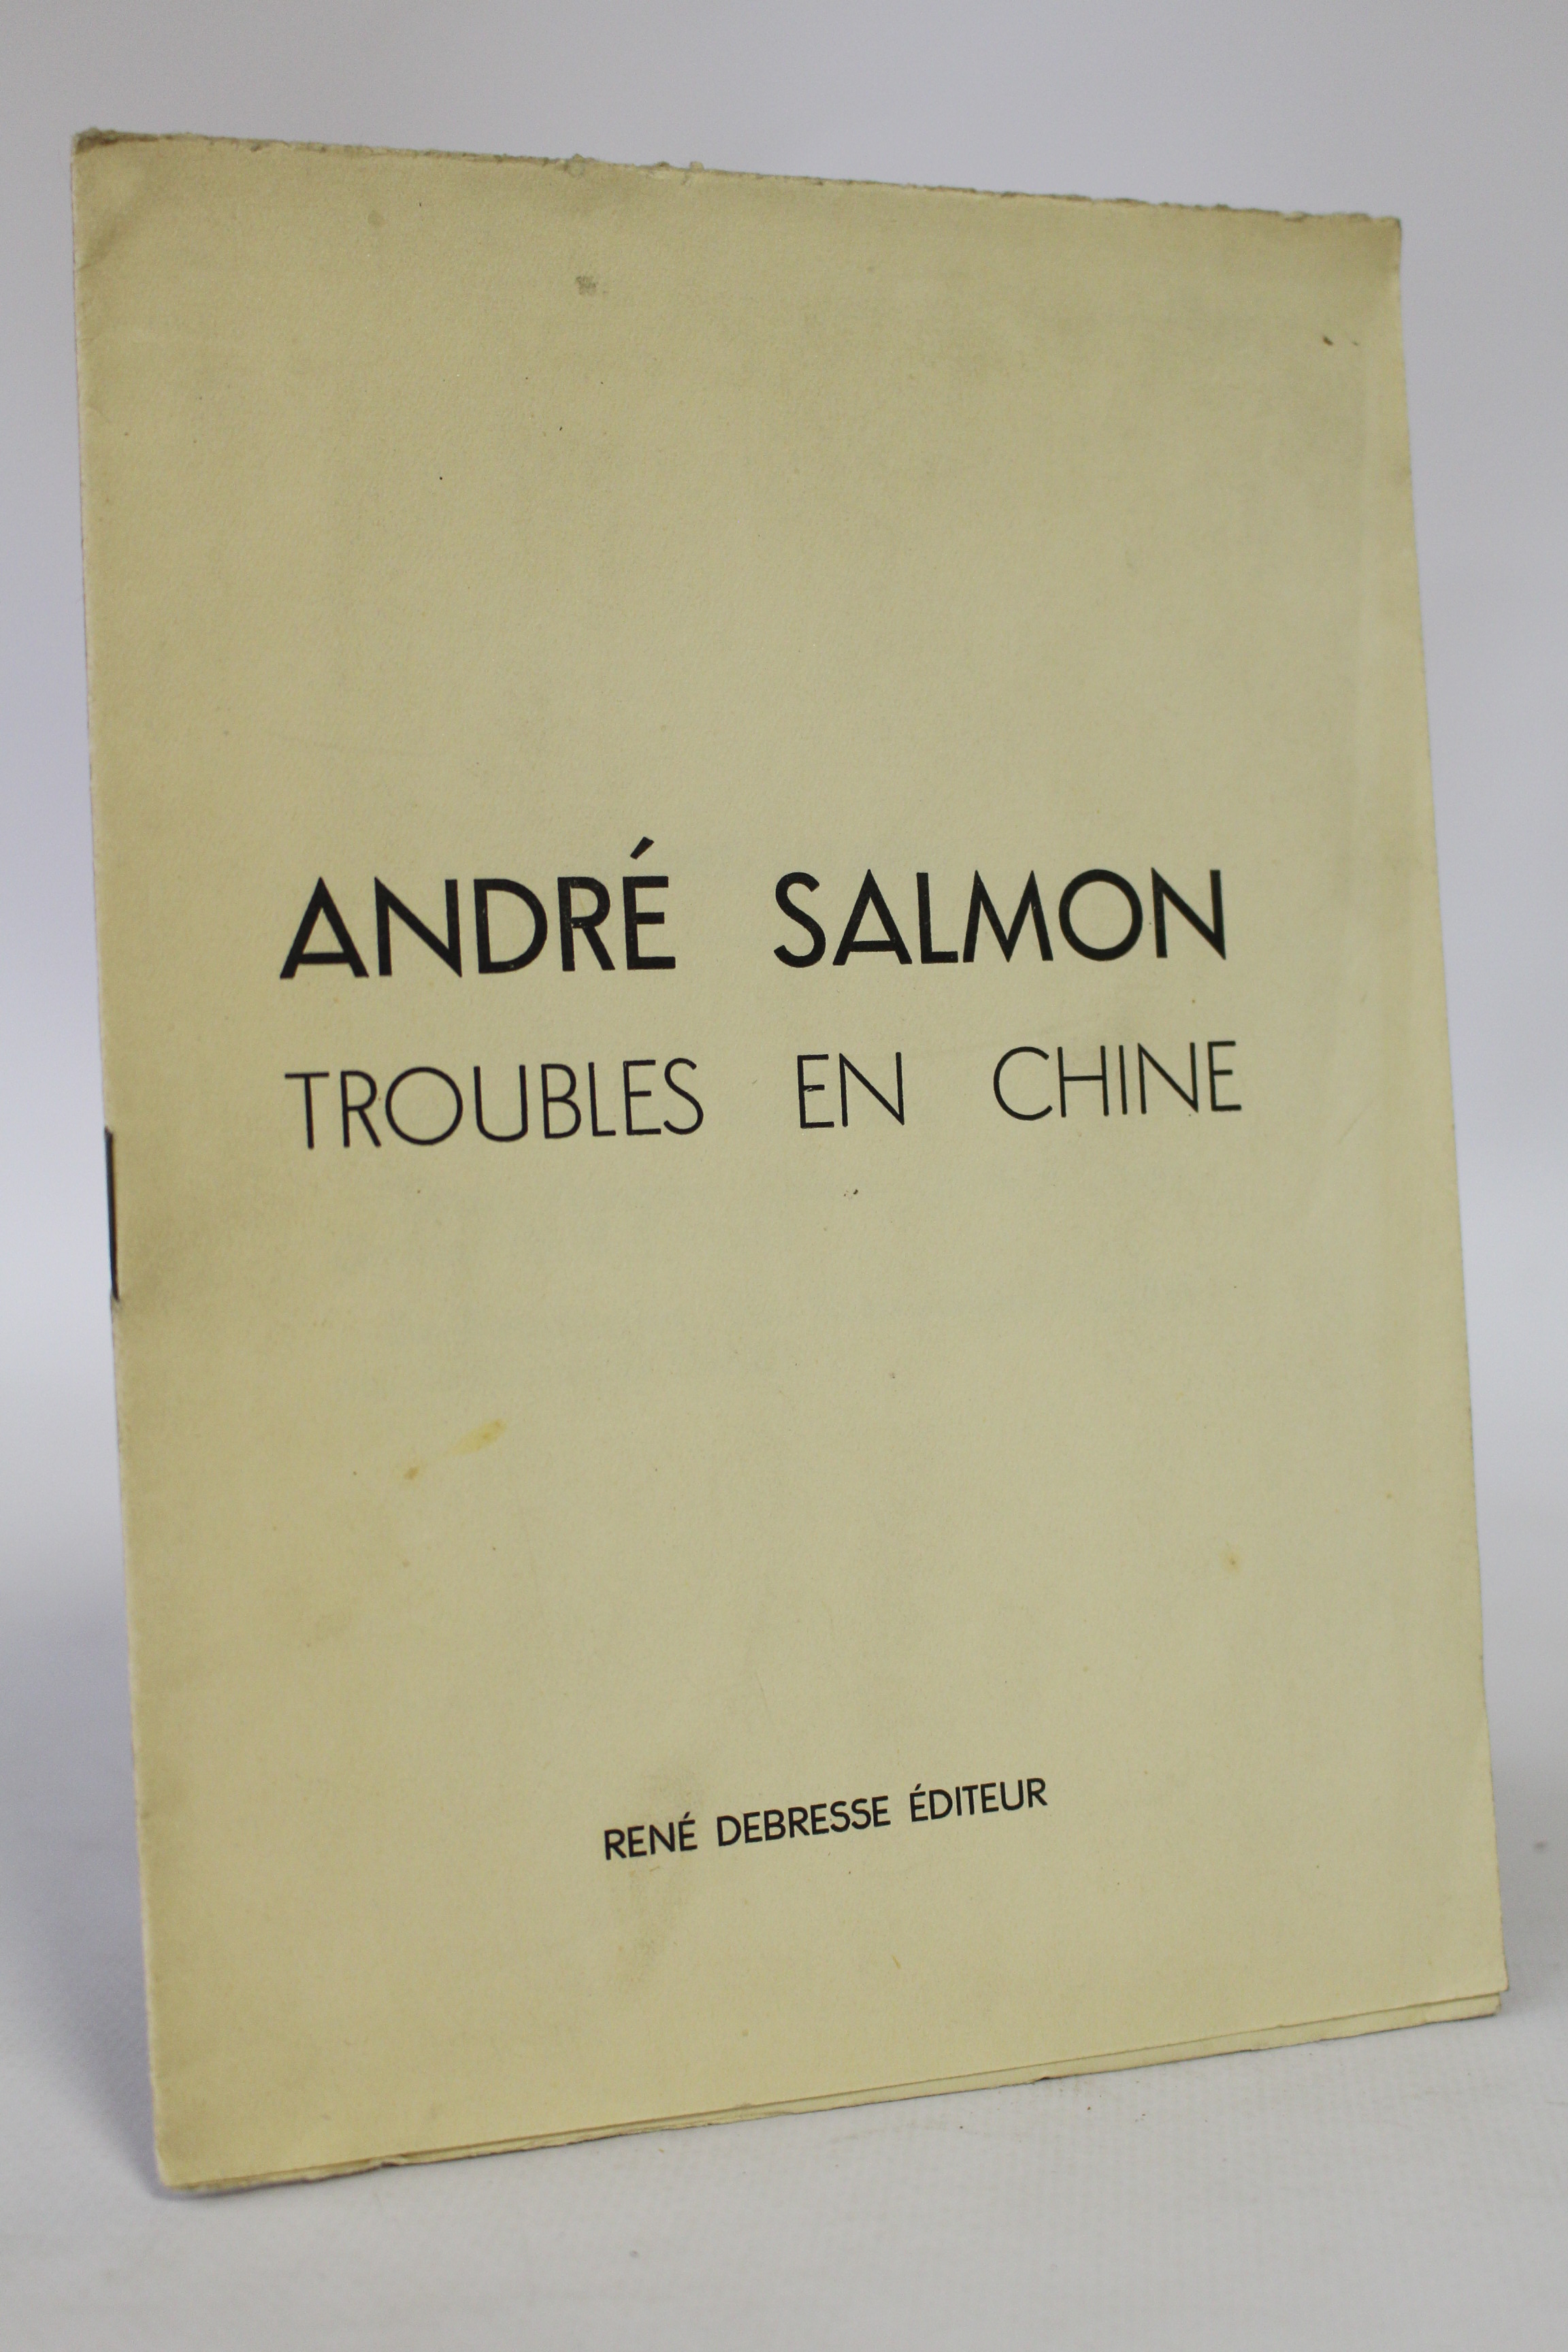 ANDRÉ SALMON
TROUBLES EN CHINE
RENÉ DEBRESSE ÉDITEUR